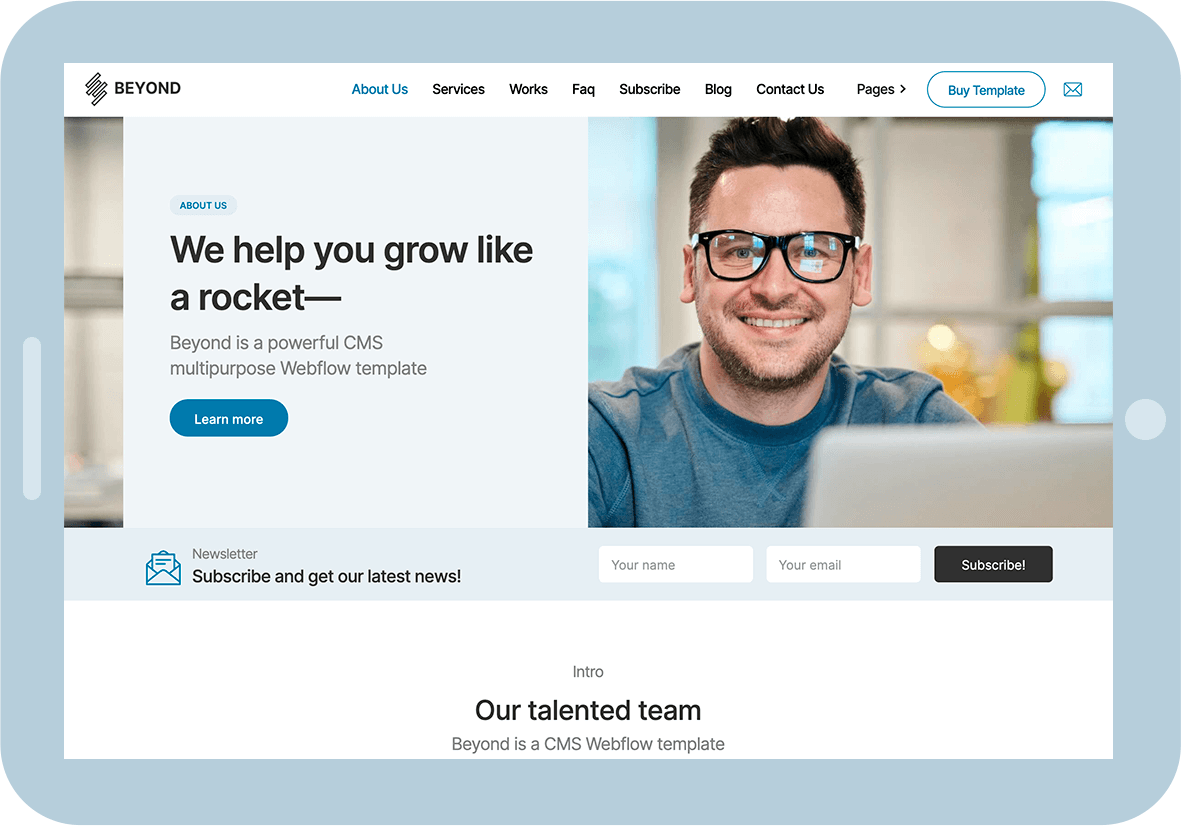 BEYOND
About Us Services Works Faq Subscribe Blog Contact Us Pages Buy Template
ABOUT US
We help you grow like
a rocket—
Beyond is a powerful CMS
multipurpose Webflow template
Learn more
Newsletter
Subscribe and get our latest news!
Your name Your email Subscribe!
Intro
Our talented team
Beyond is a CMS Webflow template